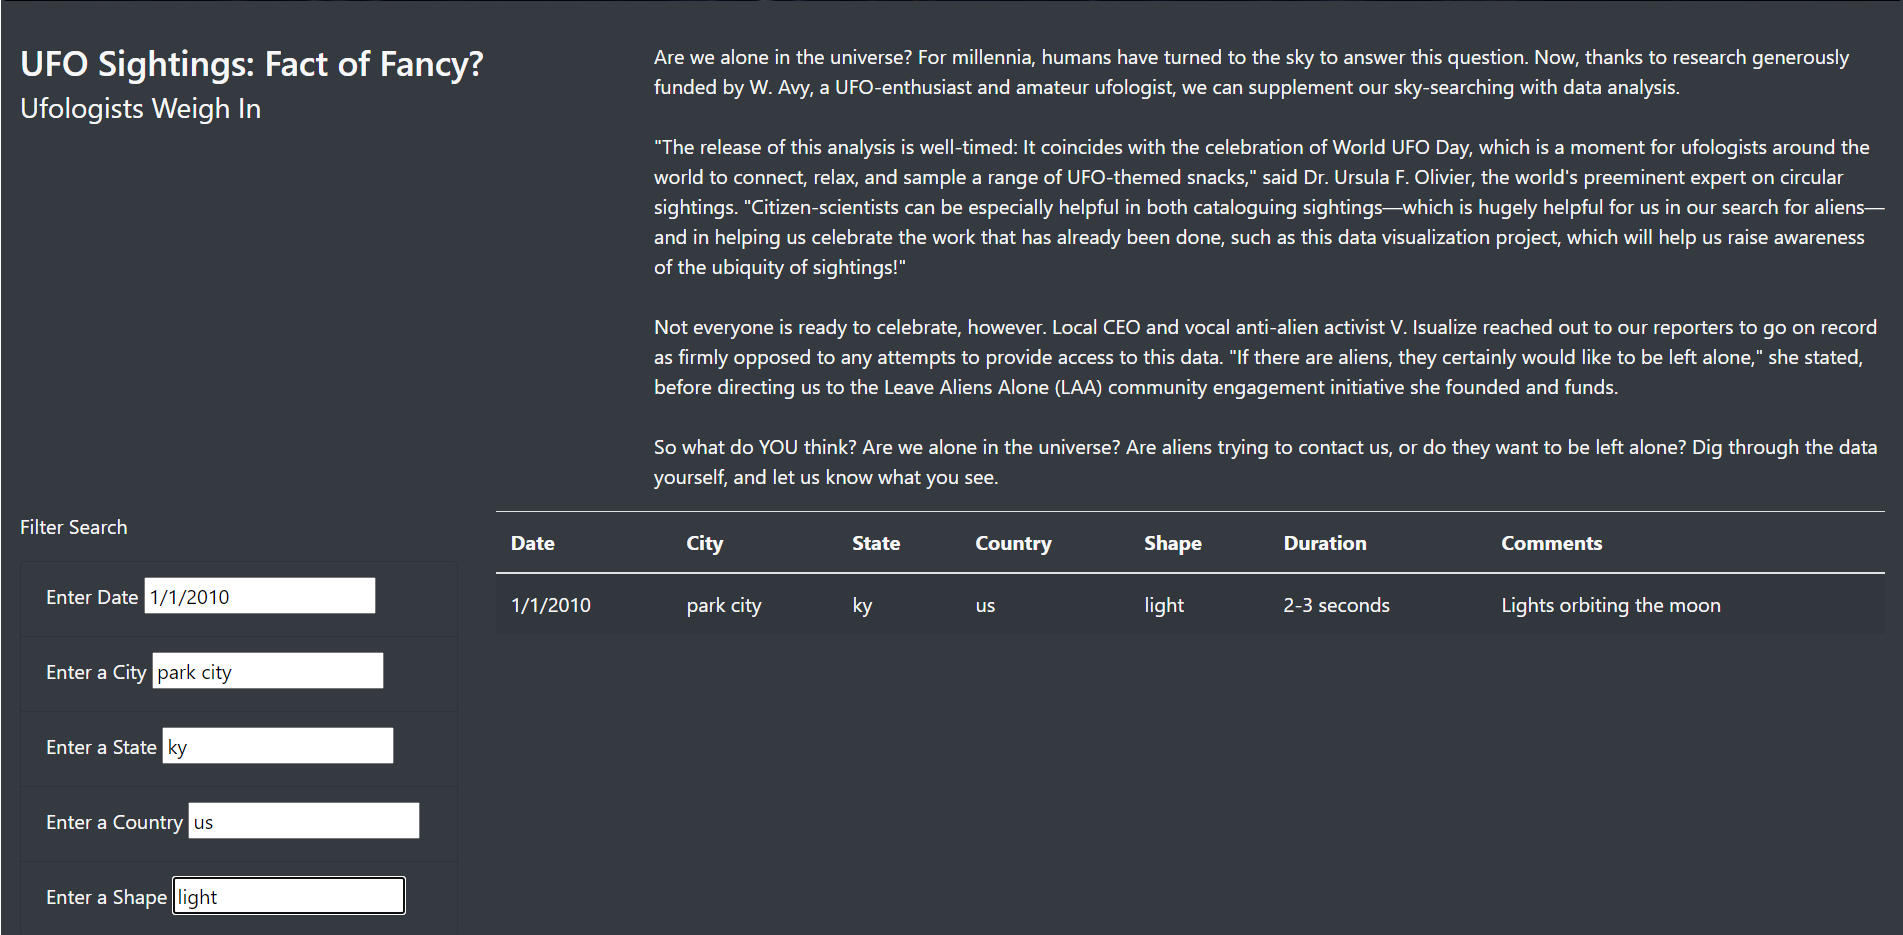 UFO Sightings: Fact of Fancy?
Ufologists Weigh In
Are we alone in the universe? For millennia, humans have turned to the sky to answer this question. Now, thanks to research generously
funded by W. Avy, a UFO-enthusiast and amateur ufologist, we can supplement our sky-searching with data analysis.
"The release of this analysis is well-timed: It coincides with the celebration of World UFO Day, which is a moment for ufologists around the
world to connect, relax, and sample a range of UFO-themed snacks," said Dr. Ursula F. Olivier, the world's preeminent expert on circular
sightings. "Citizen-scientists can be especially helpful in both cataloguing sightings—which is hugely helpful for us in our search for aliens—
and in helping us celebrate the work that has already been done, such as this data visualization project, which will help us raise awareness
of the ubiquity of sightings!"
Not everyone is ready to celebrate, however. Local CEO and vocal anti-alien activist V. Isualize reached out to our reporters to go on record
as firmly opposed to any attempts to provide access to this data. "If there are aliens, they certainly would like to be left alone," she stated,
before directing us to the Leave Aliens Alone (LAA) community engagement initiative she founded and funds.
So what do YOU think? Are we alone in the universe? Are aliens trying to contact us, or do they want to be left alone? Dig through the data
yourself, and let us know what you see.
Filter Search
Enter Date 1/1/2010
Enter a City park city
Enter a State ky
Enter a Country us
Enter a Shape light
Date City State Country Shape Duration Comments
1/1/2010 park city ky us light 2-3 seconds Lights orbiting the moon